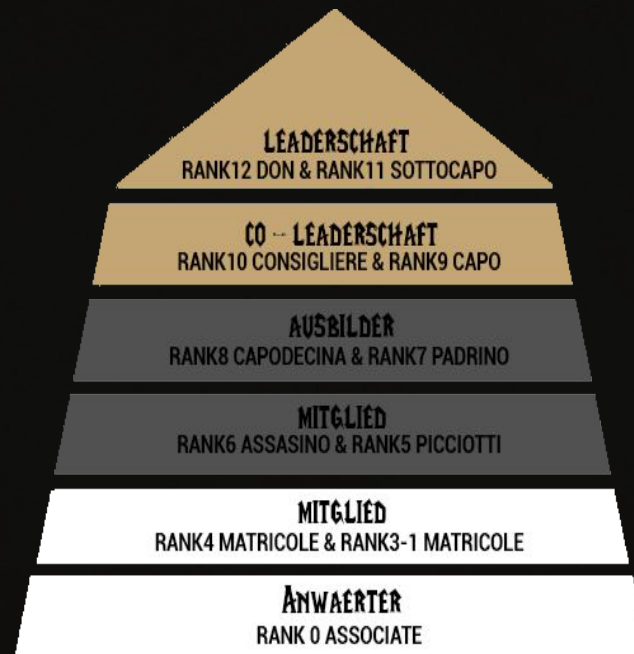 LEADERSCHAFT
RANK12 DON & RANK11 SOTTOCAPO
CO - LEADERSCHAFT
RANK10 CONSIGLIERE & RANK9 CAPO
AUSBILDER
RANK8 CAPODECINA & RANK7 PADRINO
MITGLIED
RANK6 ASSASINO & RANK5 PICCIOTTI
MITGLIED
RANK4 MATRICOLE & RANK3-1 MATRICOLE
ANWAERTER
RANK 0 ASSOCIATE